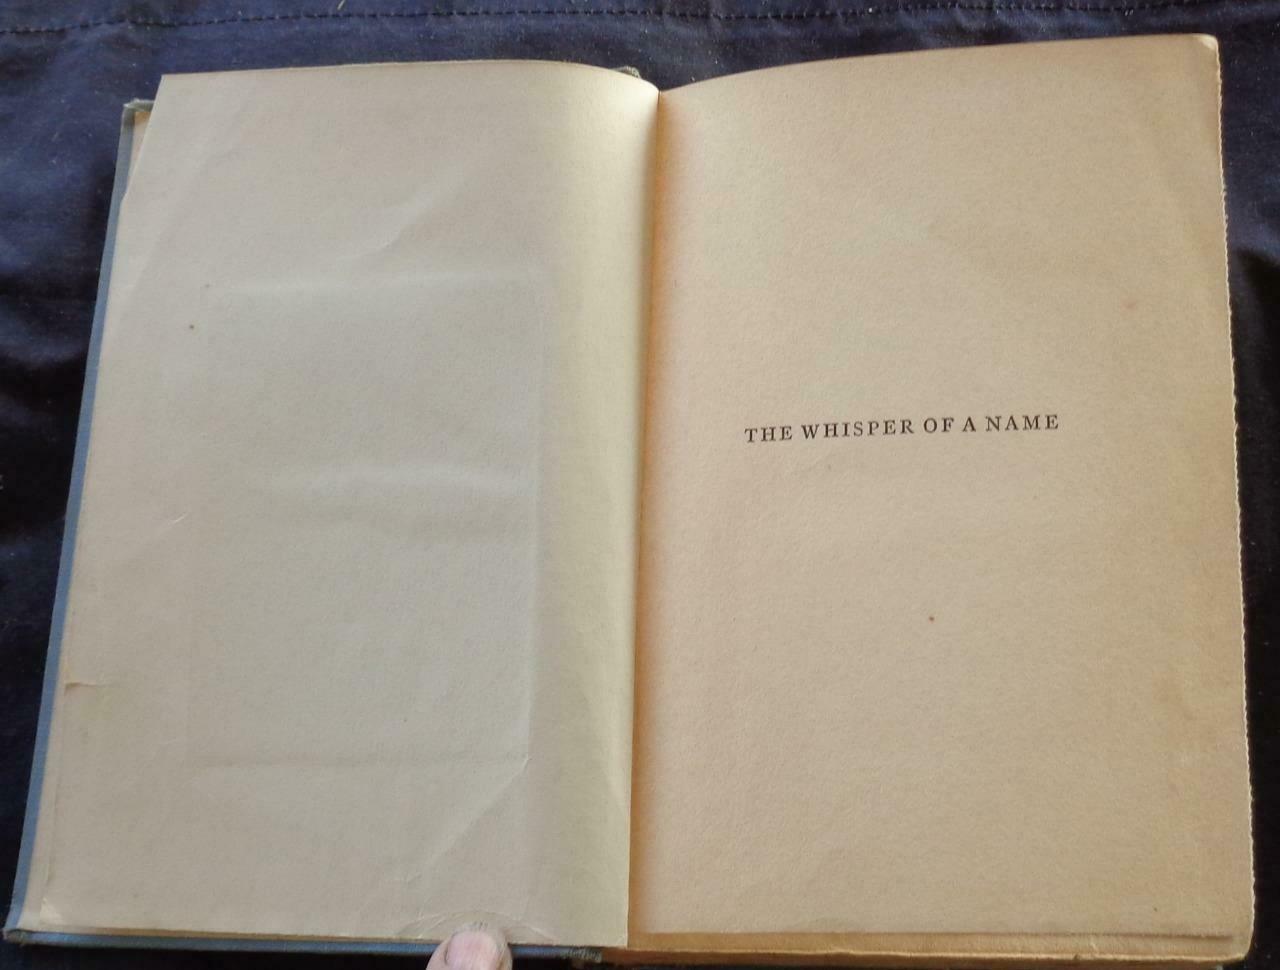 THE WHISPER OF A NAME